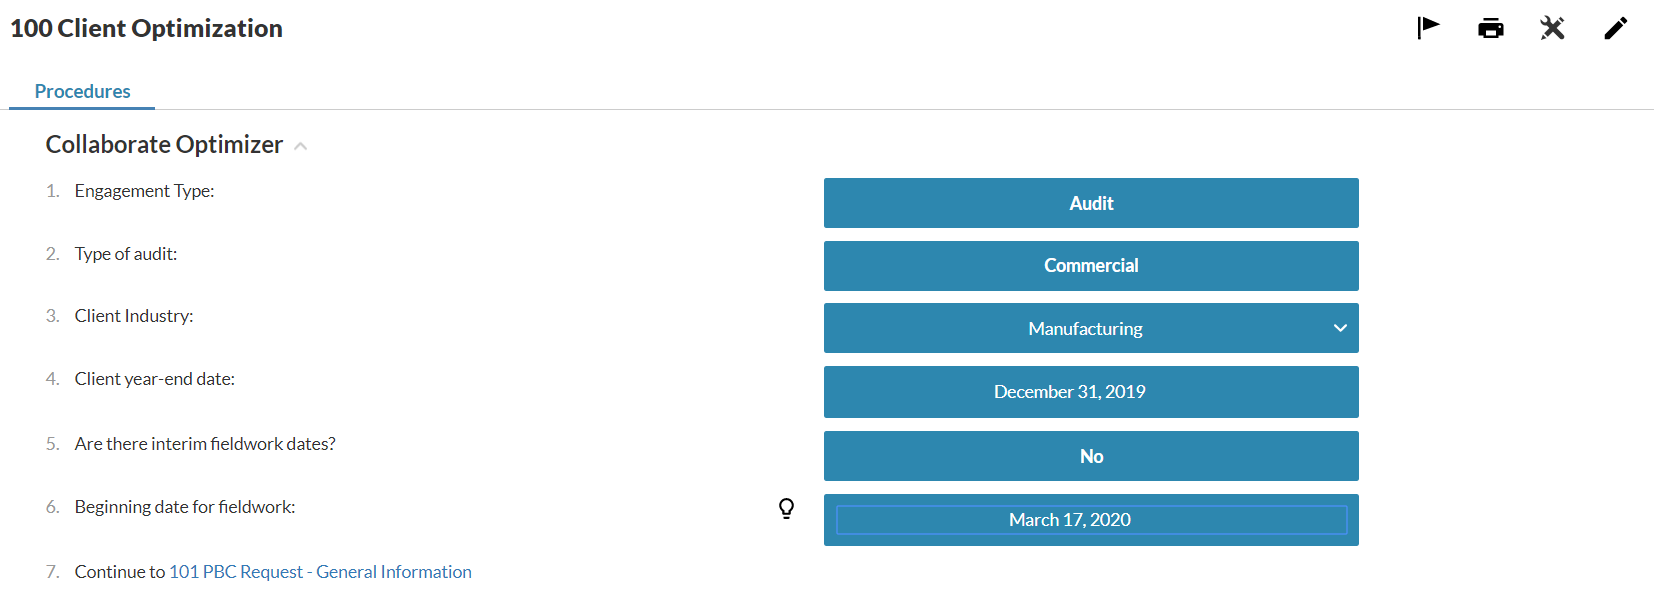 100 Client Optimization
Procedures
Collaborate Optimizer
1. Engagement Type: Audit
2. Type of audit: Commercial
3. Client Industry: Manufacturing
4. Client year-end date: December 31, 2019
5. Are there interim fieldwork dates? No
6. Beginning date for fieldwork: March 17, 2020
7. Continue to 101 PBC Request - General Information